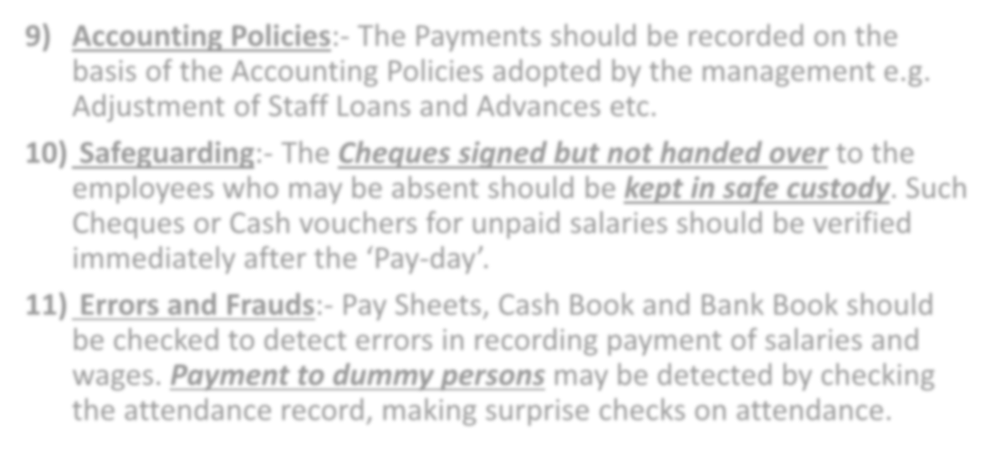 9) Accounting Policies:- The Payments should be recorded on the
basis of the Accounting Policies adopted by the management e.g.
Adjustment of Staff Loans and Advances etc.
10) Safeguarding:- The Cheques signed but not handed over to the
employees who may be absent should be kept in safe custody. Such
Cheques or Cash vouchers for unpaid salaries should be verified
immediately after the ‘Pay-day’.
11) Errors and Frauds:- Pay Sheets, Cash Book and Bank Book should
be checked to detect errors in recording payment of salaries and
wages. Payment to dummy persons may be detected by checking
the attendance record, making surprise checks on attendance.